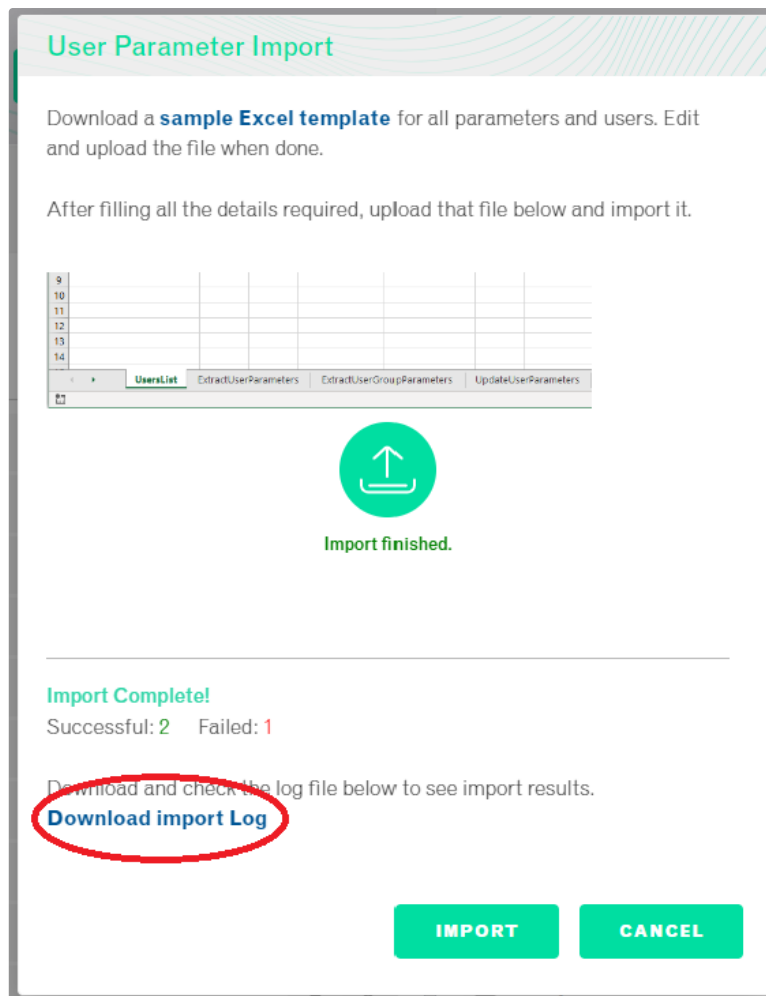 User Parameter Import
Download a sample Excel template for all parameters and users. Edit
and upload the file when done.
After filling all the details required, upload that file below and import it.
9
10
11
12
13
14
UsersList ExtractUserParameters ExtractUserGroupParameters UpdateUserParameters
Import finished.
Import Complete!
Successful: 2 Failed: 1
Download and check the log file below to see import results.
Download import Log
IMPORT CANCEL